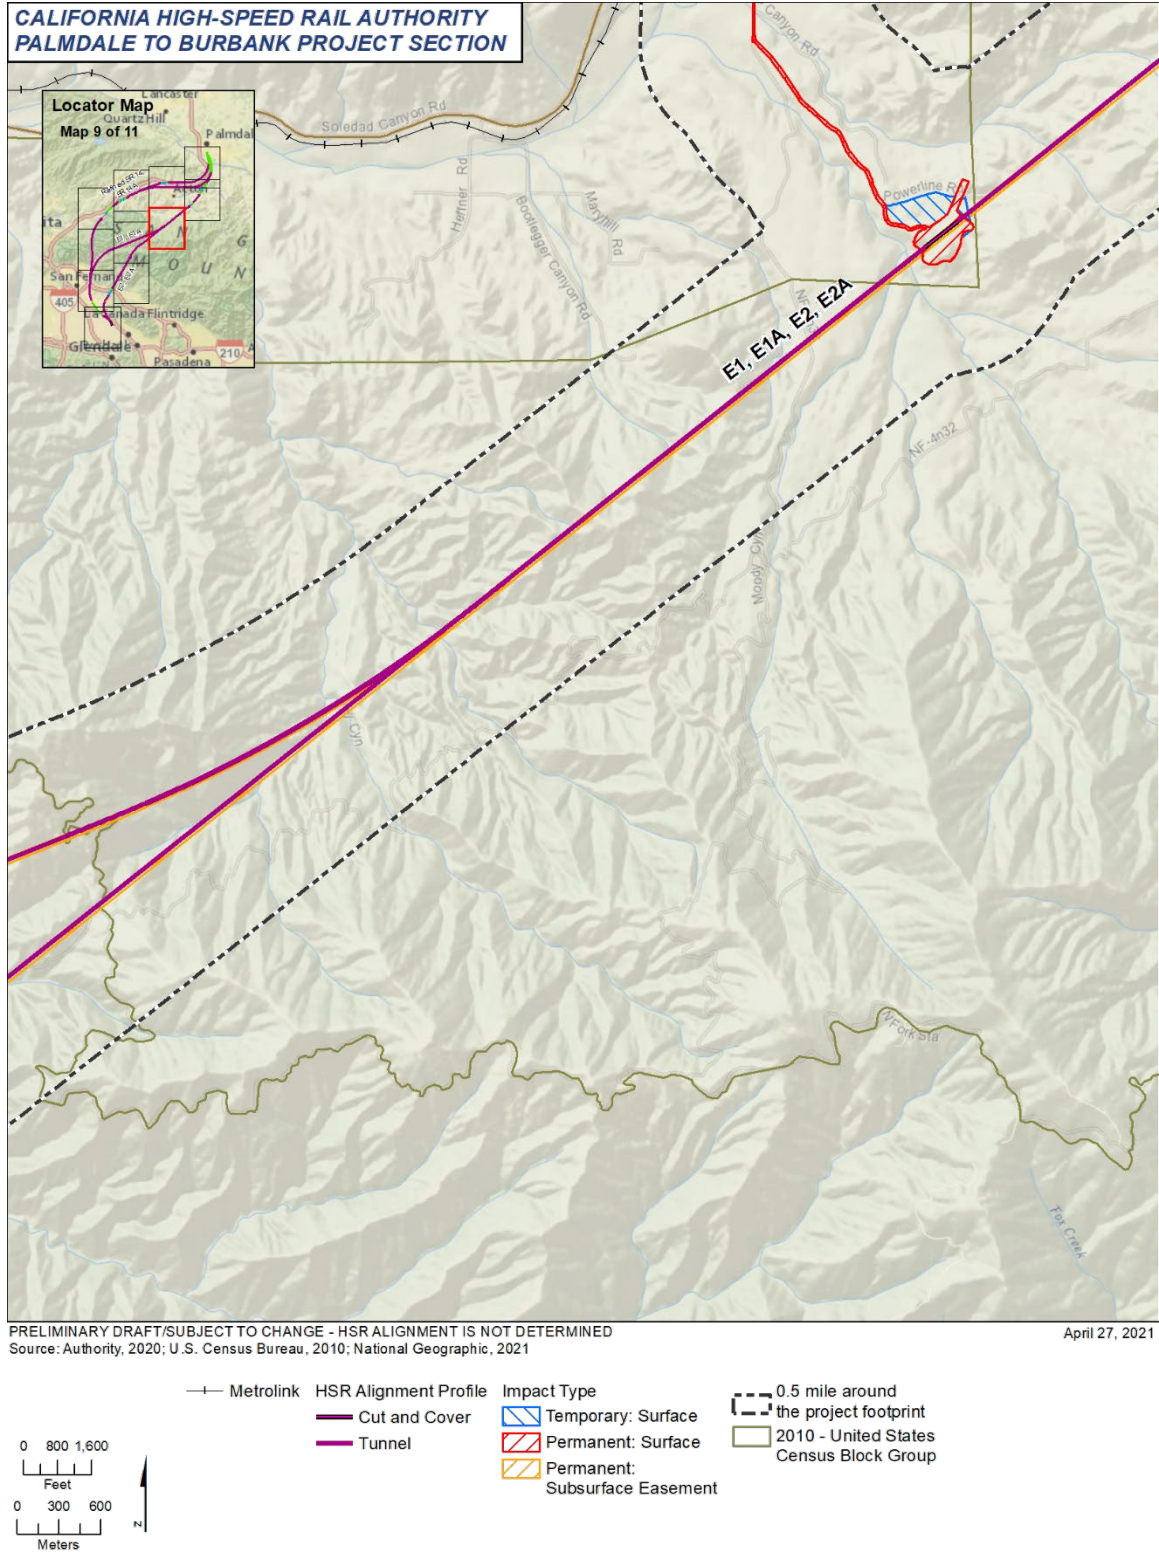 CALIFORNIA HIGH-SPEED RAIL AUTHORITY
PALMDALE TO BURBANK PROJECT SECTION
Locator Map
Map 9 of 11
Lancaster
Quartz Hill
Palmdal
Acton
ita
S A N G
M O U N
San Fernand
405
La Canada Flintridge
Glendale
210
A
Pasadena
Soledad Canyon Rd
Canyon Rd
Heffner Rd
Bootlegger Canyon Rd
Maryhill Rd
Powerline Rd
NF
E1, E1A, E2, E2A
NF-4n32
Moody Cyn
Cyn
N Fork Sta
Fox Creek
PRELIMINARY DRAFT/SUBJECT TO CHANGE - HSR ALIGNMENT IS NOT DETERMINED
April 27, 2021
Source: Authority, 2020; U.S. Census Bureau, 2010; National Geographic, 2021
Metrolink
HSR Alignment Profile
Cut and Cover
Tunnel
Impact Type
Temporary: Surface
Permanent: Surface
Permanent:
Subsurface Easement
0.5 mile around
the project footprint
2010 - United States
Census Block Group
0 800 1,600
Feet
0 300 600
Meters
N